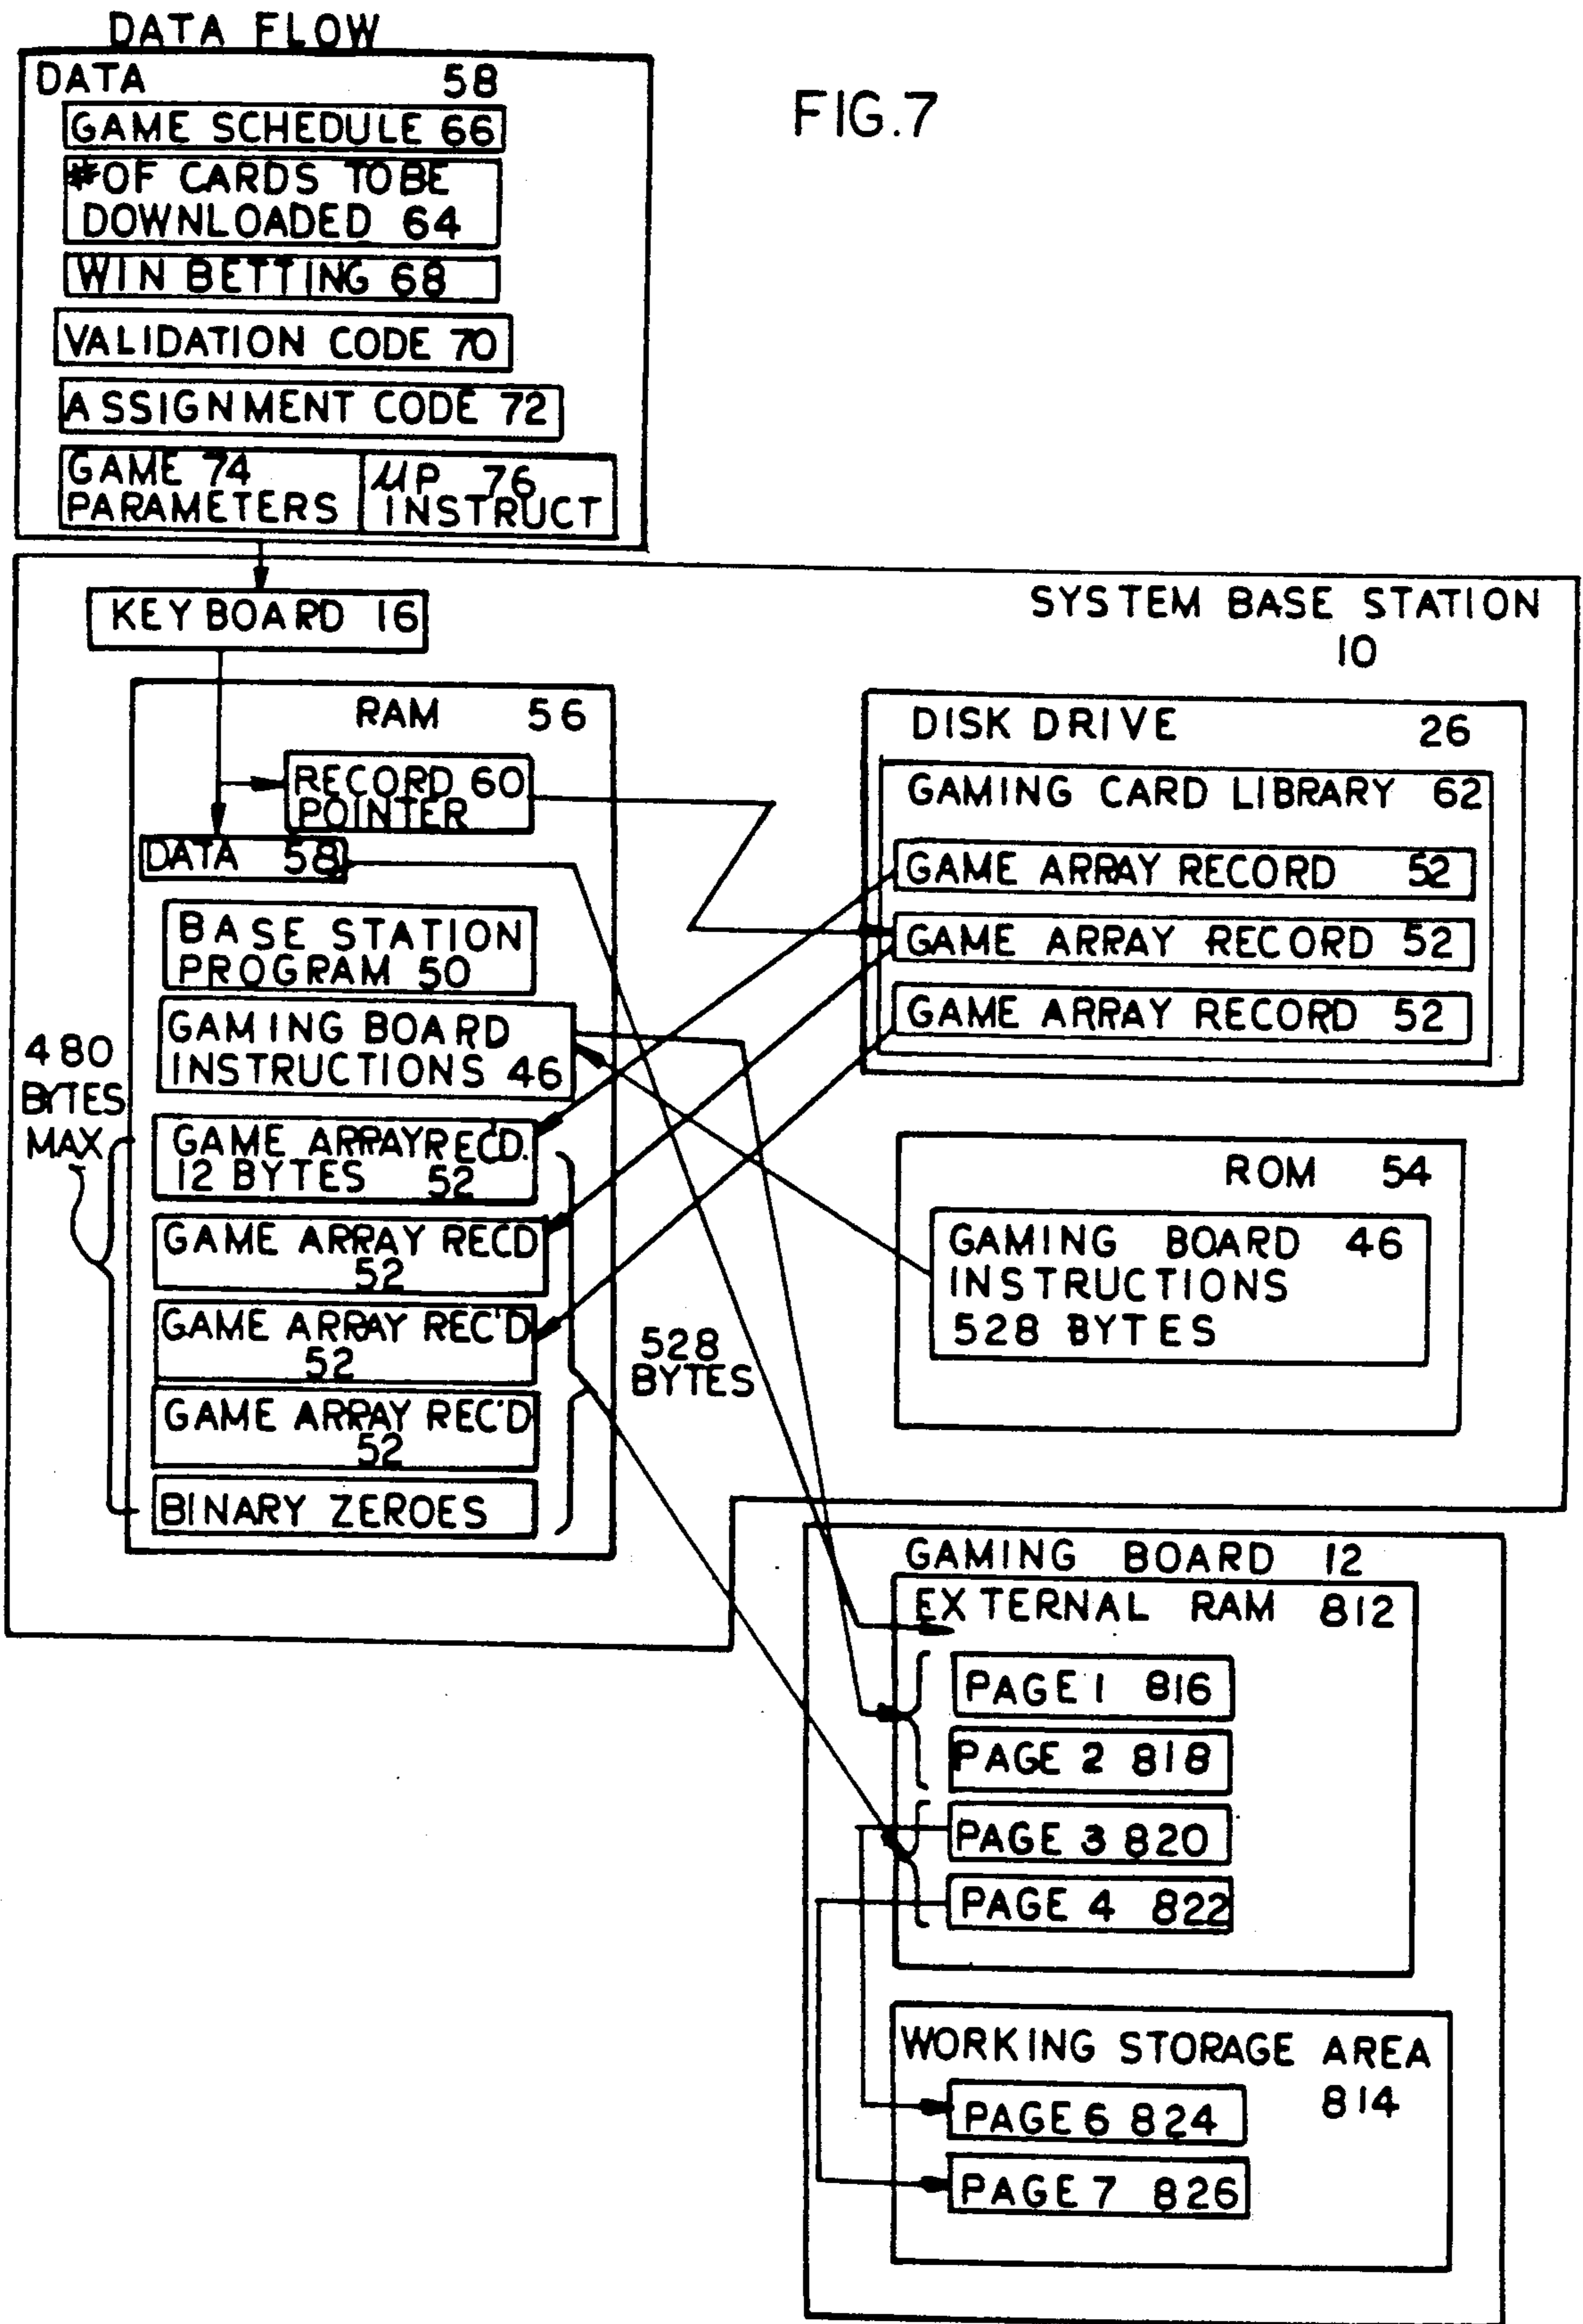 DATA FLOW
FIG.7
DATA 58
GAME SCHEDULE 66
#OF CARDS TO BE
DOWNLOADED 64
WIN BETTING 68
VALIDATION CODE 70
ASSIGNMENT CODE 72
GAME 74
PARAMETERS
μP 76
INSTRUCT
KEYBOARD 16
SYSTEM BASE STATION
10
RAM 56
RECORD 60
POINTER
DATA 58
BASE STATION
PROGRAM 50
GAMING BOARD
INSTRUCTIONS 46
480
BYTES
MAX
GAME ARRAY REC'D.
12 BYTES 52
GAME ARRAY RECD
52
GAME ARRAY REC'D
52
GAME ARRAY REC'D
52
BINARY ZEROES
528
BYTES
DISK DRIVE 26
GAMING CARD LIBRARY 62
GAME ARRAY RECORD 52
GAME ARRAY RECORD 52
GAME ARRAY RECORD 52
ROM 54
GAMING BOARD 46
INSTRUCTIONS
528 BYTES
GAMING BOARD 12
EXTERNAL RAM 812
PAGE 1 816
PAGE 2 818
PAGE 3 820
PAGE 4 822
WORKING STORAGE AREA
814
PAGE 6 824
PAGE 7 826